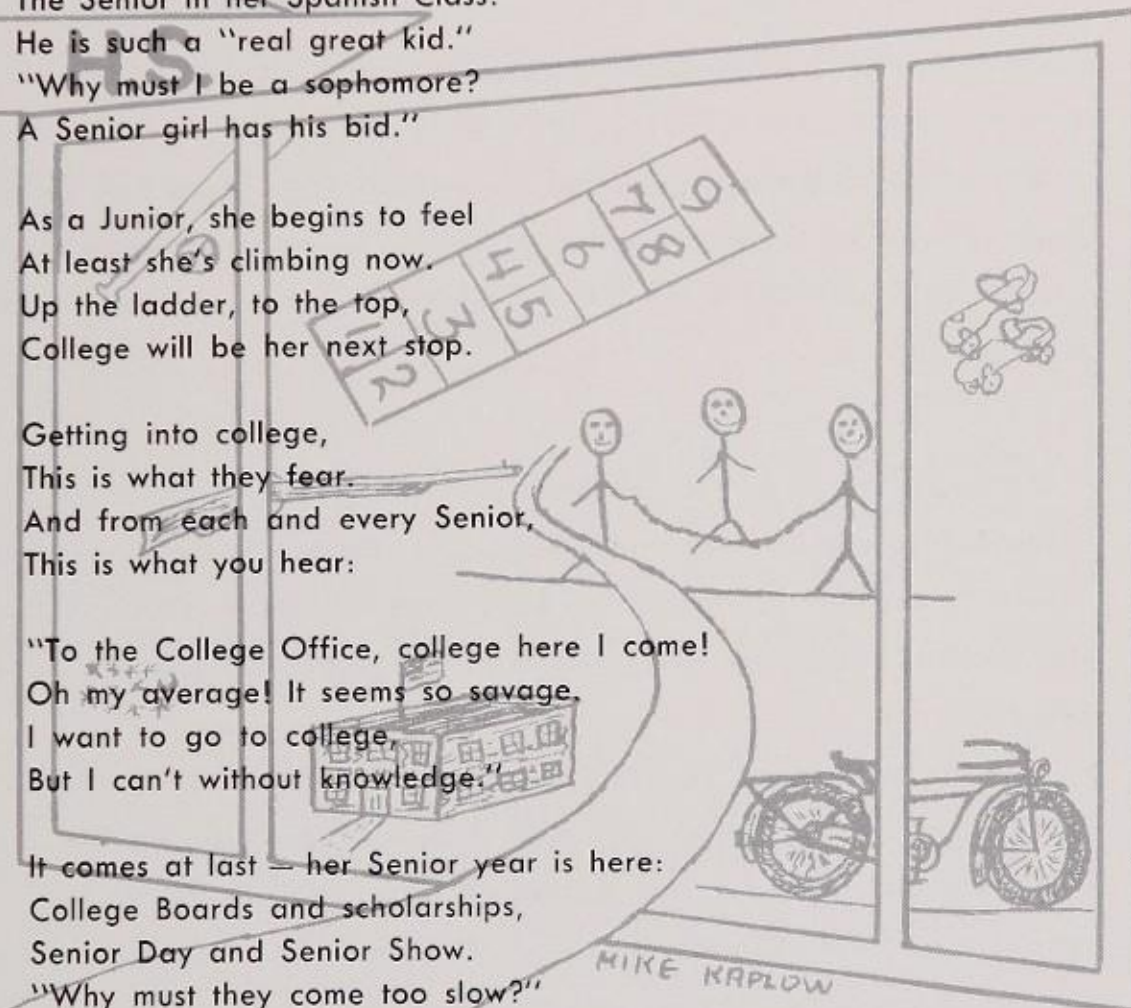 The Senior in her Spanish Class.
He is such a "real great kid."
"Why must I be a sophomore?
A Senior girl has his bid."
As a Junior, she begins to feel
At least she's climbing now.
Up the ladder, to the top,
College will be her next stop.
Getting into college,
This is what they fear.
And from each and every Senior,
This is what you hear:
"To the College Office, college here I come!
Oh my average! It seems so savage.
I want to go to college,
But I can't without knowledge."
It comes at last — her Senior year is here:
College Boards and scholarships,
Senior Day and Senior Show.
"Why must they come too slow?"
H.S.
1 2 3 4 5 6 7 8 9
MIKE KAPLOW